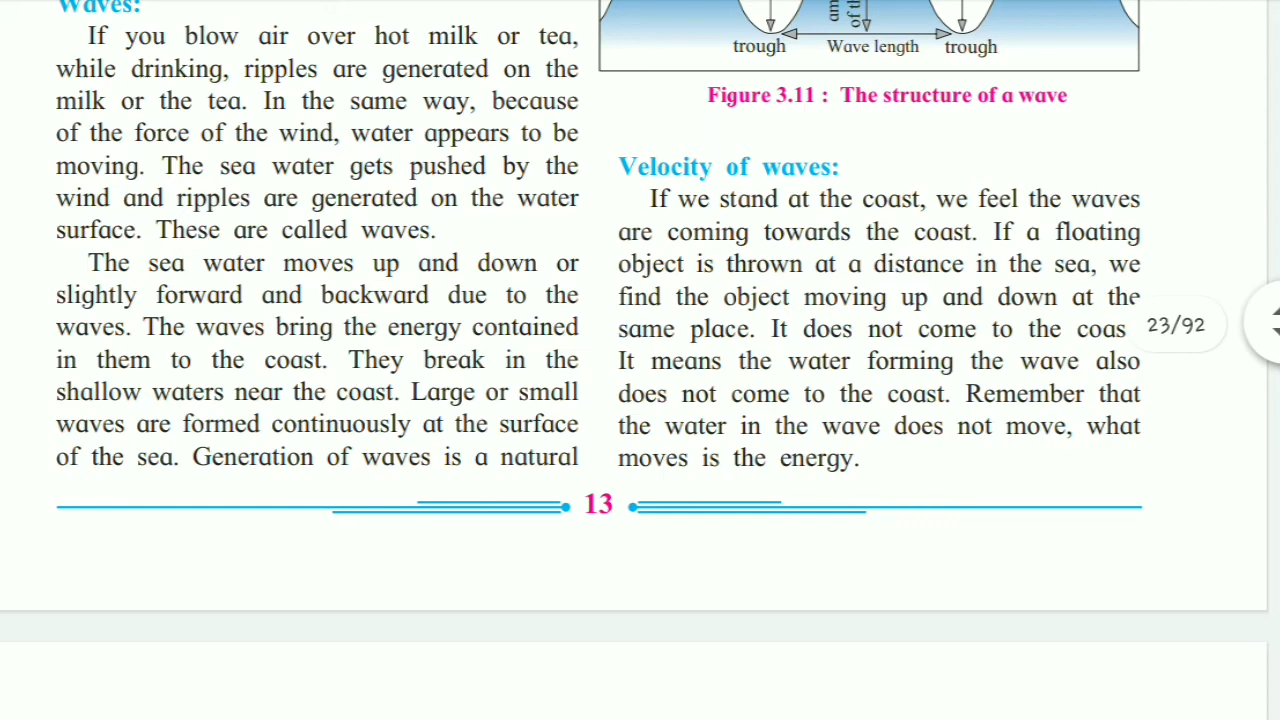 Waves:
If you blow air over hot milk or tea,
while drinking, ripples are generated on the
milk or the tea. In the same way, because
of the force of the wind, water appears to be
moving. The sea water gets pushed by the
wind and ripples are generated on the water
surface. These are called waves.
The sea water moves up and down or
slightly forward and backward due to the
waves. The waves bring the energy contained
in them to the coast. They break in the
shallow waters near the coast. Large or small
waves are formed continuously at the surface
of the sea. Generation of waves is a natural
trough Wave length trough
Figure 3.11 : The structure of a wave
Velocity of waves:
If we stand at the coast, we feel the waves
are coming towards the coast. If a floating
object is thrown at a distance in the sea, we
find the object moving up and down at the
same place. It does not come to the coas
It means the water forming the wave also
does not come to the coast. Remember that
the water in the wave does not move, what
moves is the energy.
23/92
13